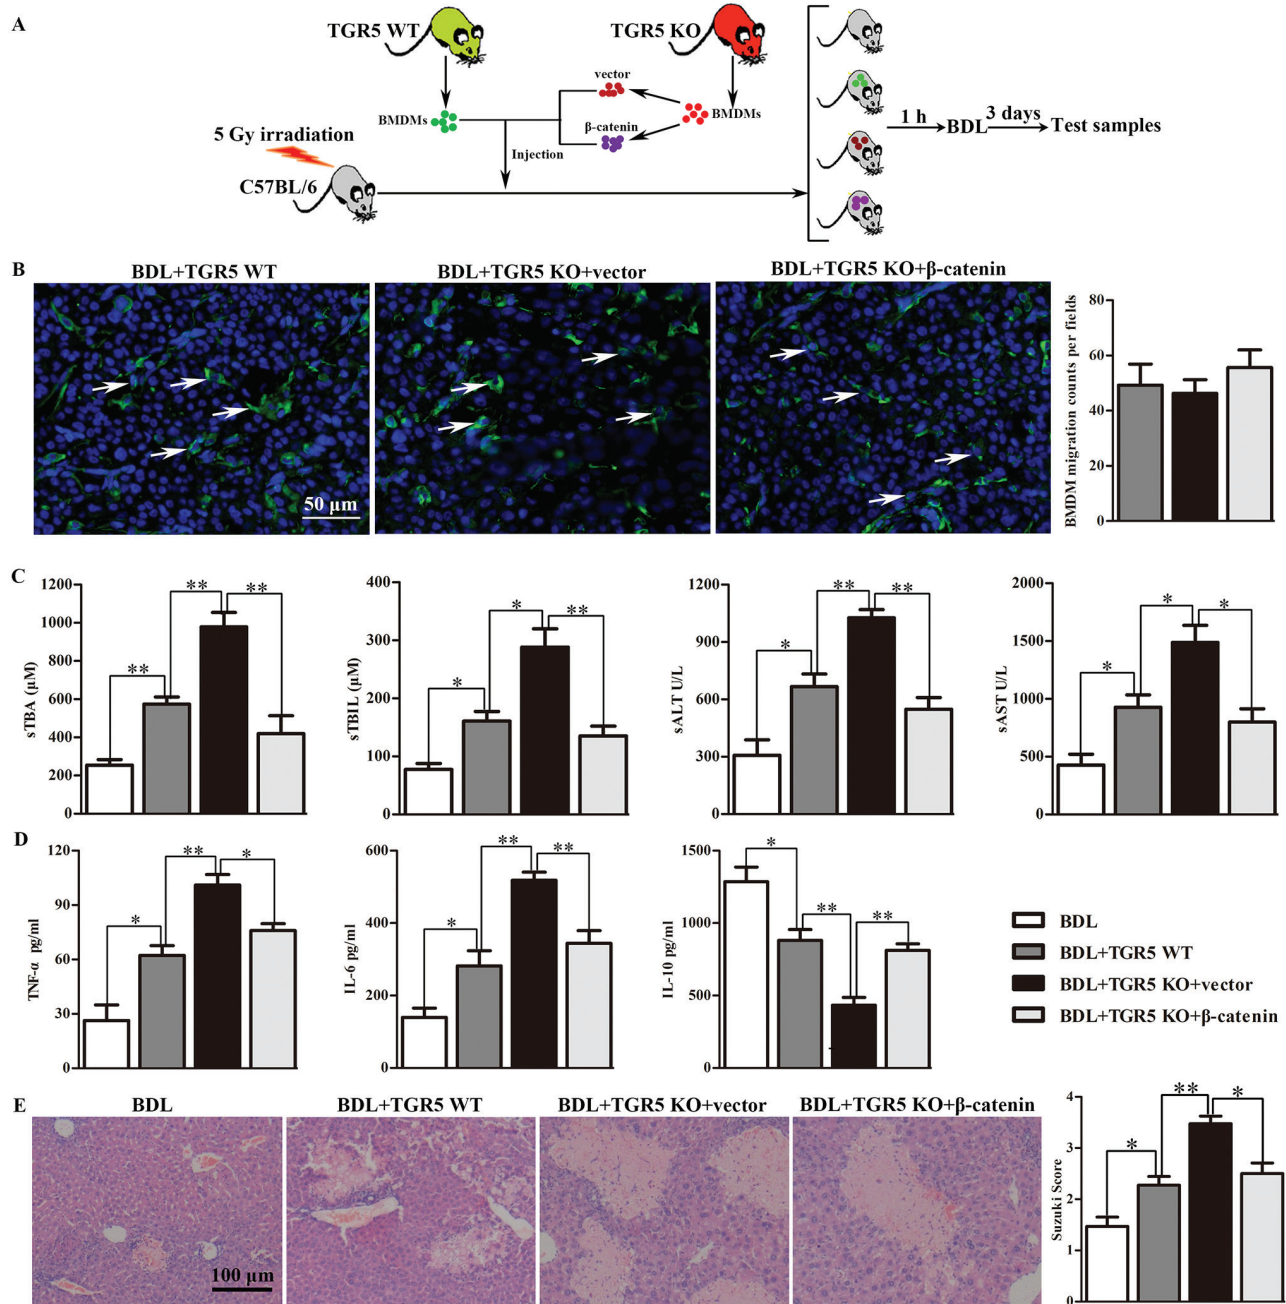 A
TGR5 WT
TGR5 KO
vector
BMDMs
BMDMs
β-catenin
5 Gy irradiation
Injection
C57BL/6
1 h
BDL
3 days
Test samples
B
BDL+TGR5 WT
BDL+TGR5 KO+vector
BDL+TGR5 KO+β-catenin
50 μm
BMDM migration counts per fields
80
60
40
20
0
C
sTBA (μM)
1200
1000
800
600
400
200
0
**
**
**
sTBIL (μM)
400
300
200
100
0
*
*
**
sALT U/L
1200
900
600
300
0
*
**
**
sAST U/L
2000
1500
1000
500
0
*
*
*
D
TNF-α pg/ml
120
90
60
30
0
*
**
*
IL-6 pg/ml
600
400
200
0
*
**
**
IL-10 pg/ml
1500
1000
500
0
*
**
**
BDL
BDL+TGR5 WT
BDL+TGR5 KO+vector
BDL+TGR5 KO+β-catenin
E
BDL
BDL+TGR5 WT
BDL+TGR5 KO+vector
BDL+TGR5 KO+β-catenin
100 μm
Suzuki Score
4
3
2
1
0
*
**
*